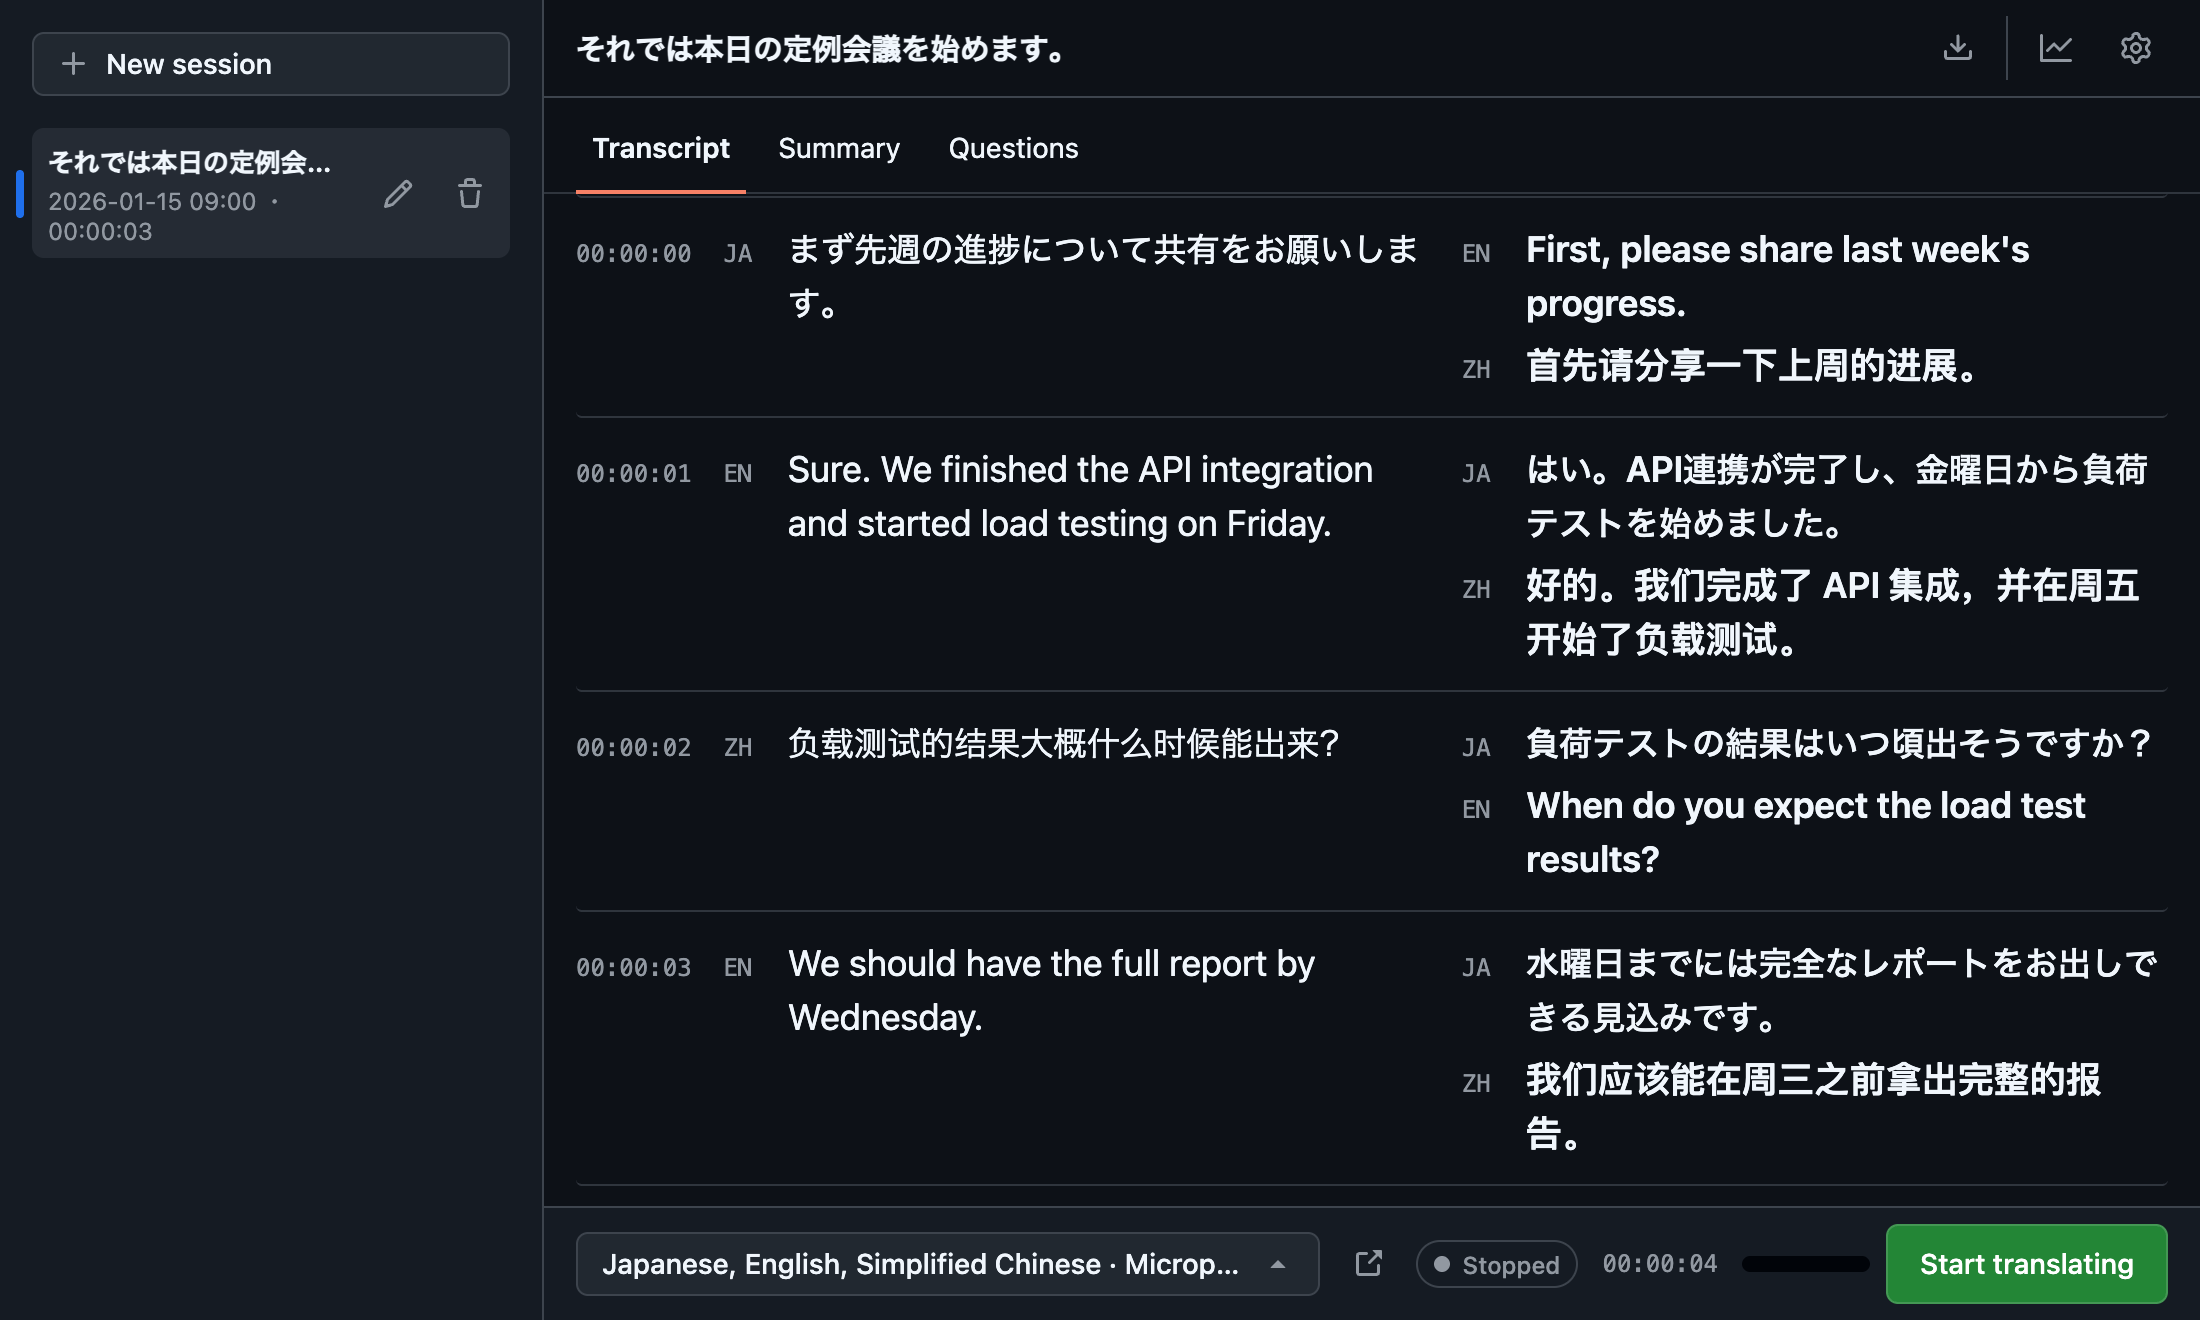 New session
それでは本日の定例会...
2026-01-15 09:00 ·
00:00:03
それでは本日の定例会議を始めます。
Transcript
Summary
Questions
00:00:00 JA まず先週の進捗について共有をお願いしま
す。
EN First, please share last week's
progress.
ZH 首先请分享一下上周的进展。
00:00:01 EN Sure. We finished the API integration
and started load testing on Friday.
JA はい。API連携が完了し、金曜日から負荷
テストを始めました。
ZH 好的。我们完成了 API 集成，并在周五
开始了负载测试。
00:00:02 ZH 负载测试的结果大概什么时候能出来？
JA 負荷テストの結果はいつ頃出そうですか？
EN When do you expect the load test
results?
00:00:03 EN We should have the full report by
Wednesday.
JA 水曜日までには完全なレポートをお出しで
きる見込みです。
ZH 我们应该能在周三之前拿出完整的报
告。
Japanese, English, Simplified Chinese · Microp...
Stopped
00:00:04
Start translating